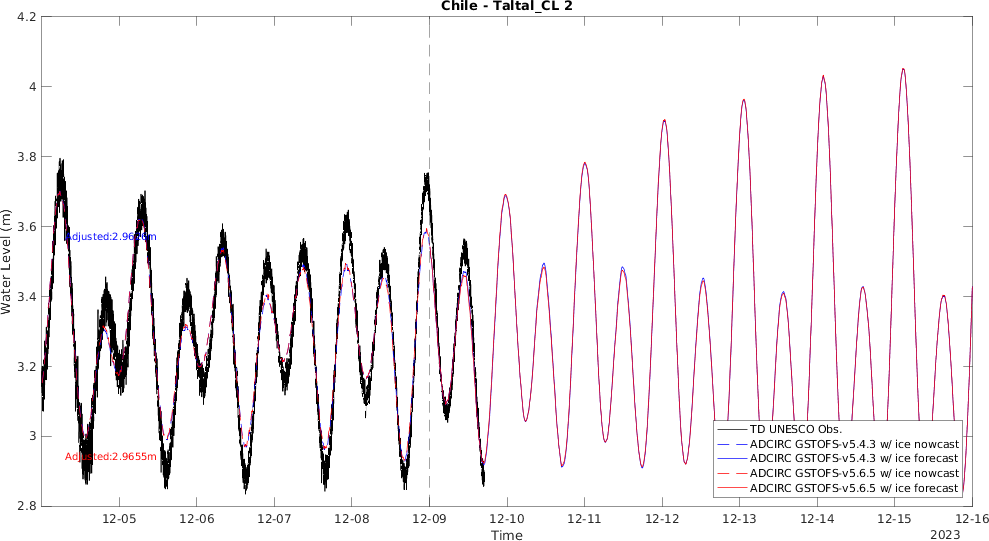 Chile - Taltal_CL 2
4.2
4
3.8
3.6
3.4
3.2
3
2.8
Water Level (m)
Adjusted:2.9655m
12-05
12-06
12-07
12-08
12-09
12-10
12-11
12-12
12-13
12-14
12-15
12-16
Time
2023
TD UNESCO Obs.
ADCIRC GSTOFS-v5.4.3 w/ ice nowcast
ADCIRC GSTOFS-v5.4.3 w/ ice forecast
ADCIRC GSTOFS-v5.6.5 w/ ice nowcast
ADCIRC GSTOFS-v5.6.5 w/ ice forecast